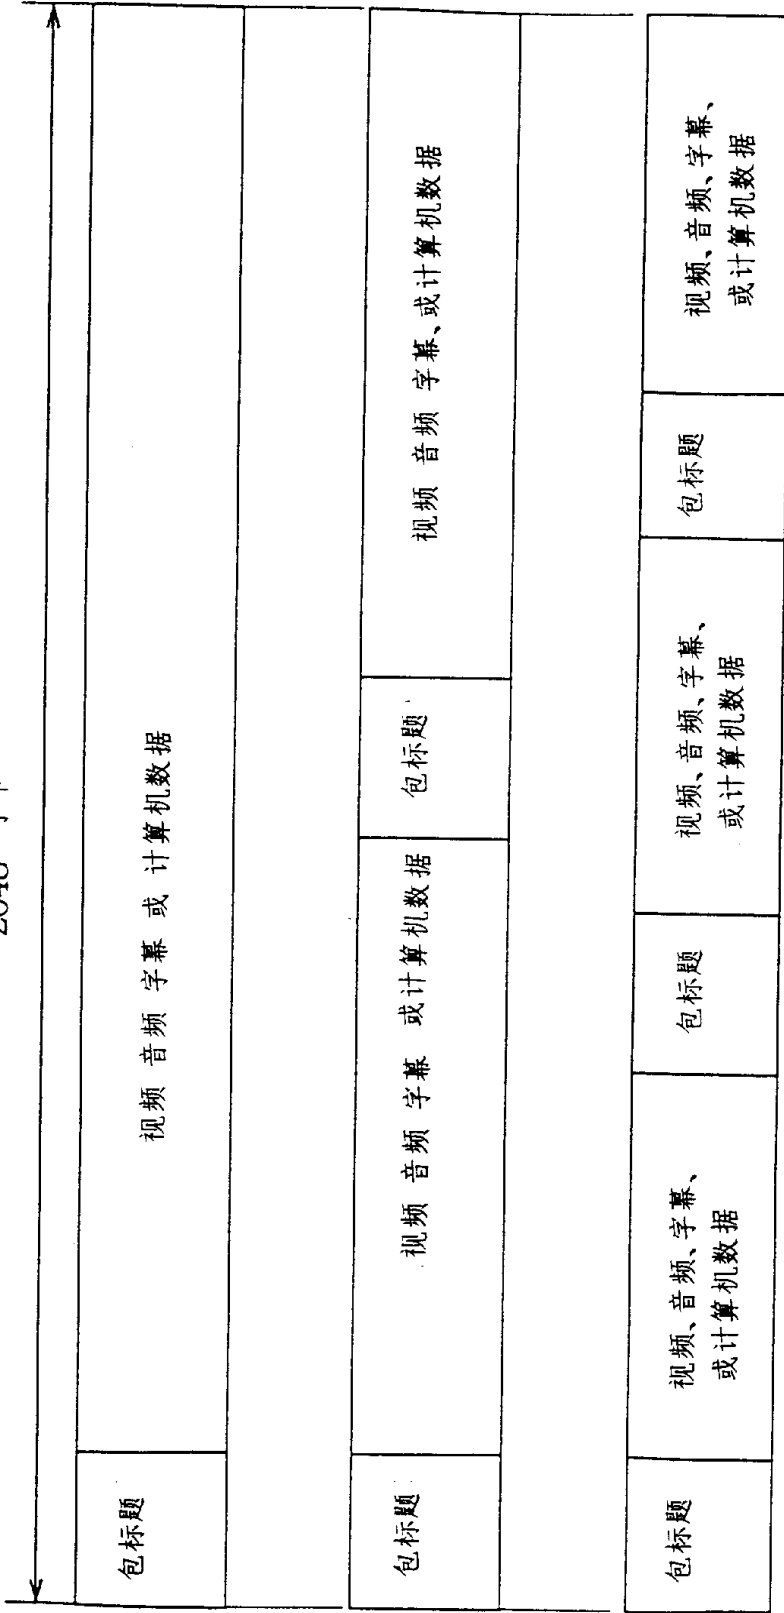 包标题
视频 音频 字幕 或 计算机数据
包标题
视频 音频 字幕 或计算机数据
包标题
视频 音频 字幕、或计算机数据
包标题
视频、音频、字幕、
或计算机数据
包标题
视频、音频、字幕、
或计算机数据
包标题
视频、音频、字幕、
或计算机数据